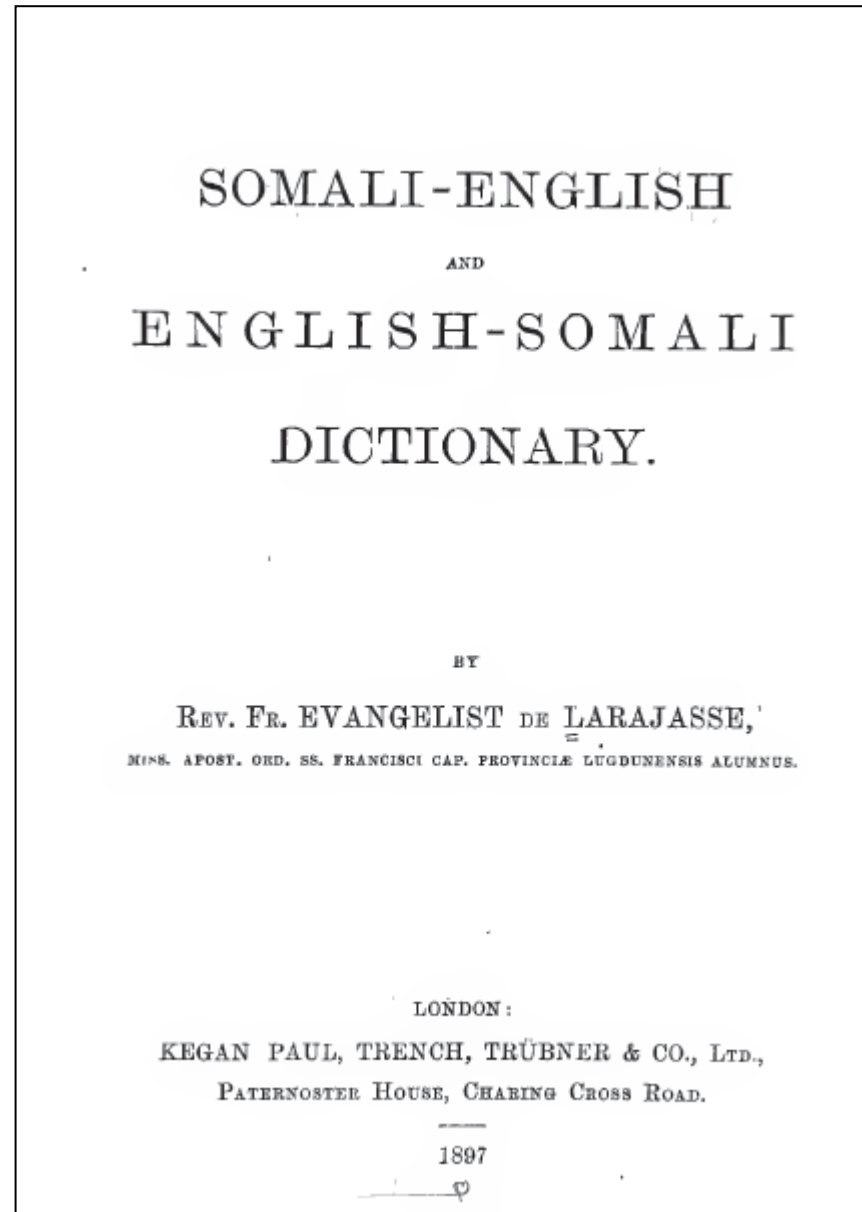 SOMALI-ENGLISH
AND
ENGLISH-SOMALI
DICTIONARY.
BY
REV. FR. EVANGELIST DE LARAJASSE,
MISS. APOST. ORD. SS. FRANCISCI CAP. PROVINCIÆ LUGDUNENSIS ALUMNUS.
LONDON:
KEGAN PAUL, TRENCH, TRÜBNER & CO., LTD.,
PATERNOSTER HOUSE, CHARING CROSS ROAD.
1897